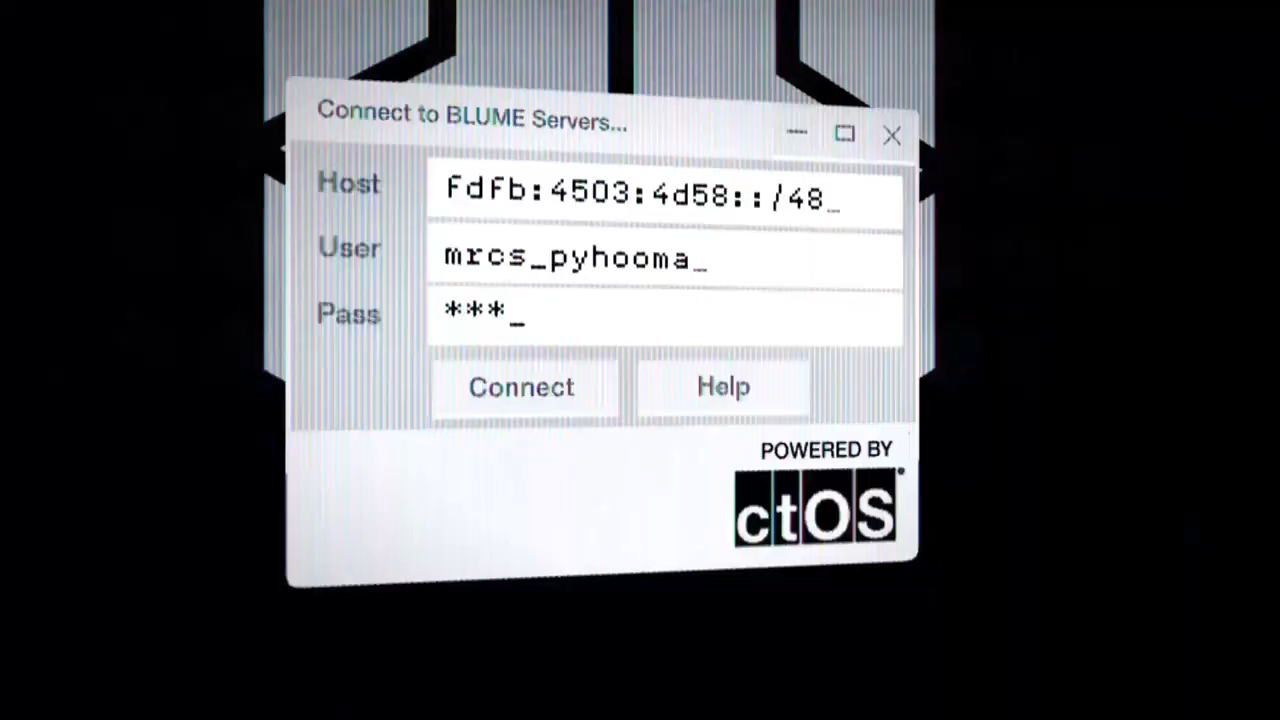 Connect to BLUME Servers...
Host fdfb:4503:4d58::/48_
User mrcs_pyhooma_
Pass ***_
Connect Help
POWERED BY
ctOS